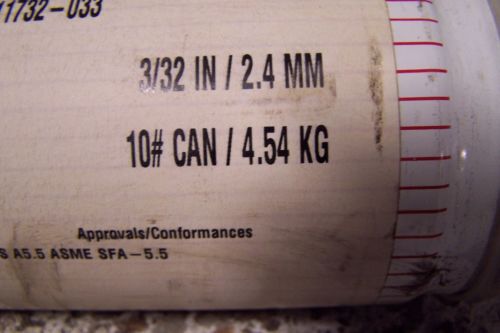 11732-033
3/32 IN / 2.4 MM
10# CAN / 4.54 KG
Approvals/Conformances
S A5.5 ASME SFA-5.5